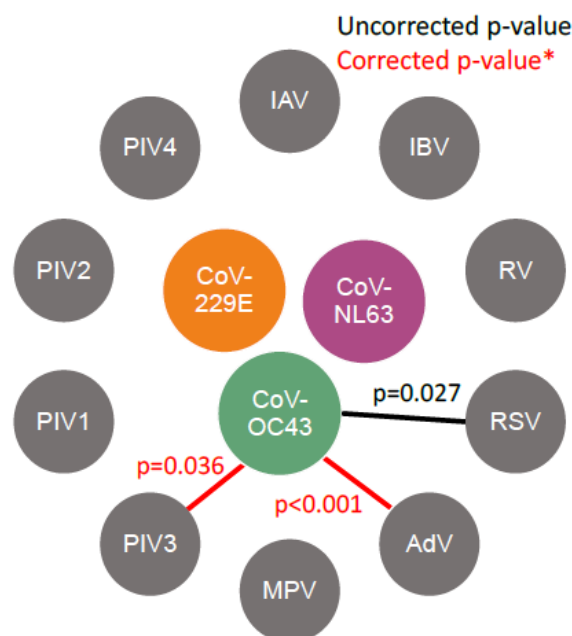 Uncorrected p-value
Corrected p-value*
IAV
PIV4
IBV
PIV2
CoV-
229E
CoV-
NL63
RV
PIV1
CoV-
OC43
p=0.027
RSV
p=0.036
p<0.001
PIV3
AdV
MPV